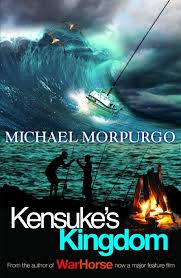 MICHAEL MORPURGO
Kensuke's
Kingdom
From the author of WarHorse now a major feature film